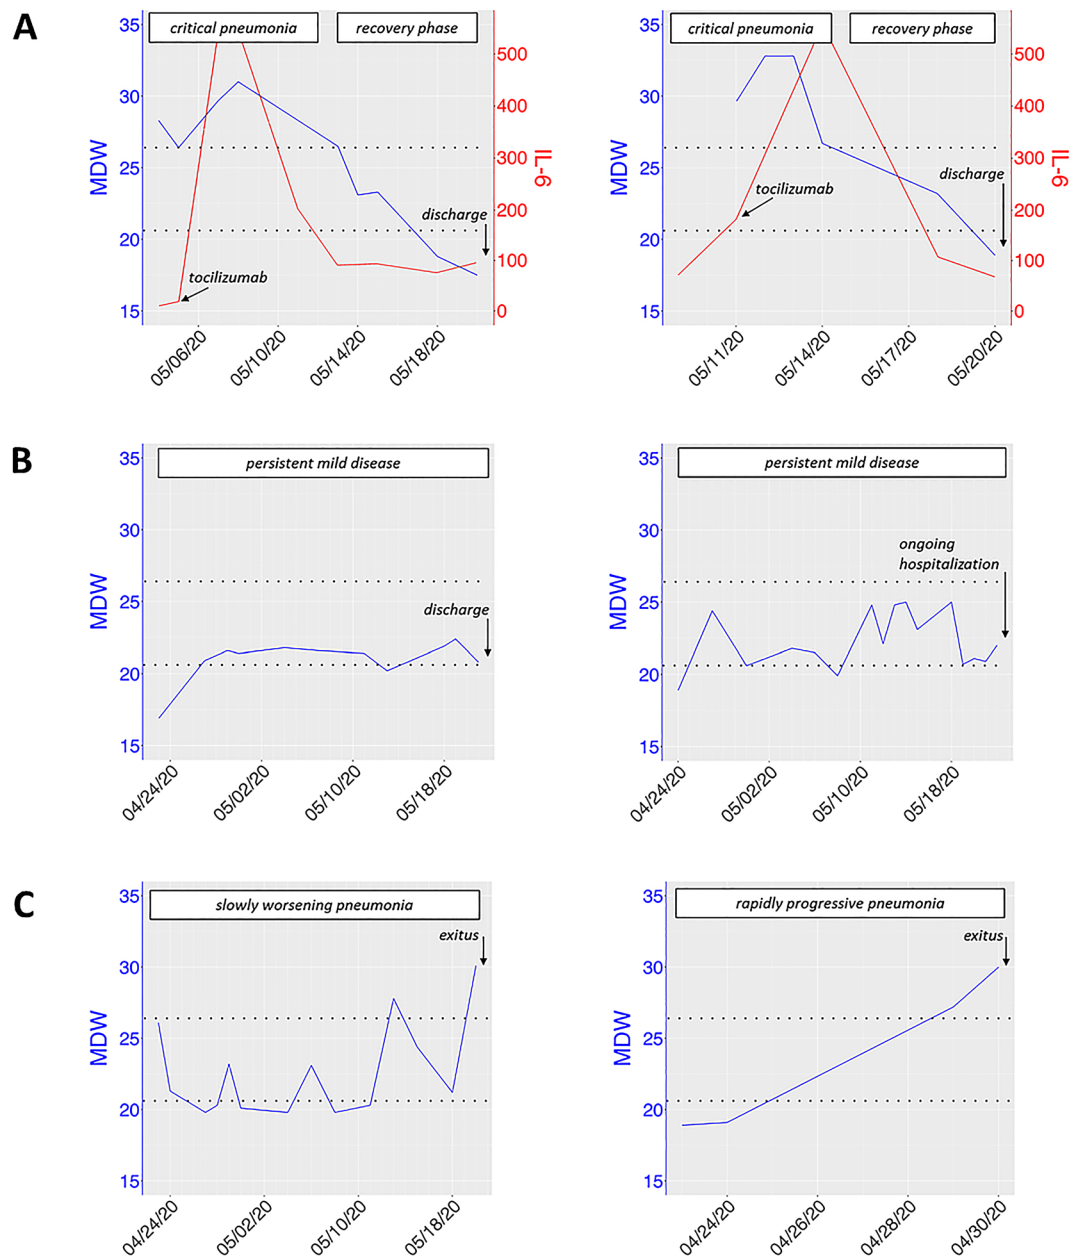 A
critical pneumonia
recovery phase
35
30
25
20
15
MDW
500
400
300
200
100
0
IL-6
tocilizumab
discharge
05/06/20
05/10/20
05/14/20
05/18/20
critical pneumonia
recovery phase
35
30
25
20
15
MDW
500
400
300
200
100
0
IL-6
tocilizumab
discharge
05/11/20
05/14/20
05/17/20
05/20/20
B
persistent mild disease
35
30
25
20
15
MDW
discharge
04/24/20
05/02/20
05/10/20
05/18/20
persistent mild disease
35
30
25
20
15
MDW
ongoing
hospitalization
04/24/20
05/02/20
05/10/20
05/18/20
C
slowly worsening pneumonia
35
30
25
20
15
MDW
exitus
04/24/20
05/02/20
05/10/20
05/18/20
rapidly progressive pneumonia
35
30
25
20
15
MDW
exitus
04/24/20
04/26/20
04/28/20
04/30/20